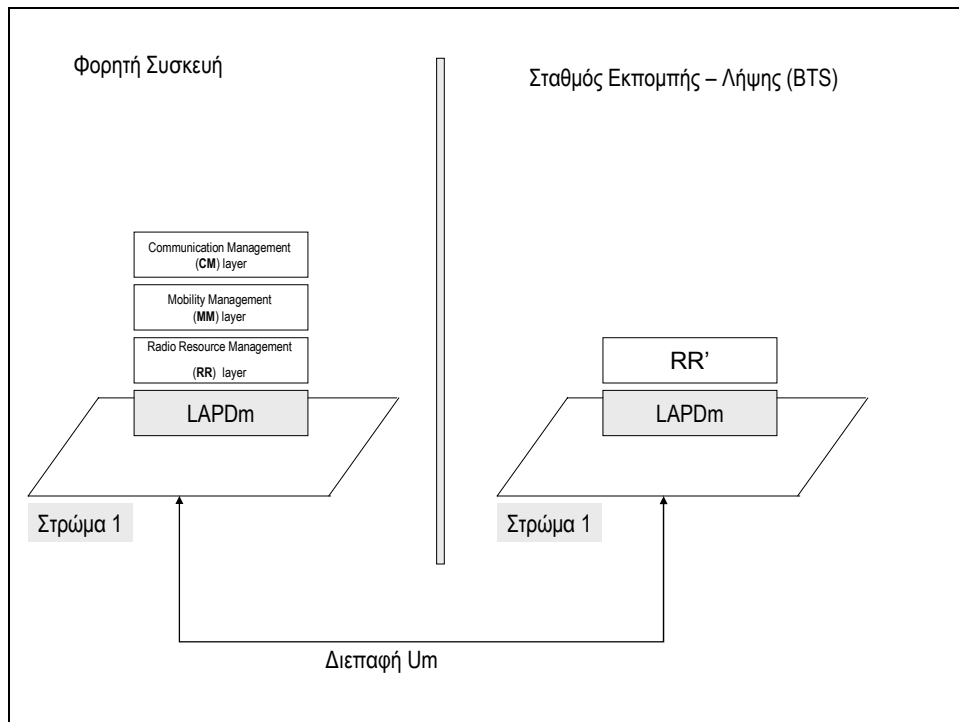 Φορητή Συσκευή
Σταθμός Εκπομπής – Λήψης (BTS)
Communication Management
(CM) layer
Mobility Management
(MM) layer
Radio Resource Management
(RR) layer
LAPDm
RR’
LAPDm
Στρώμα 1
Στρώμα 1
Διεπαφή Um